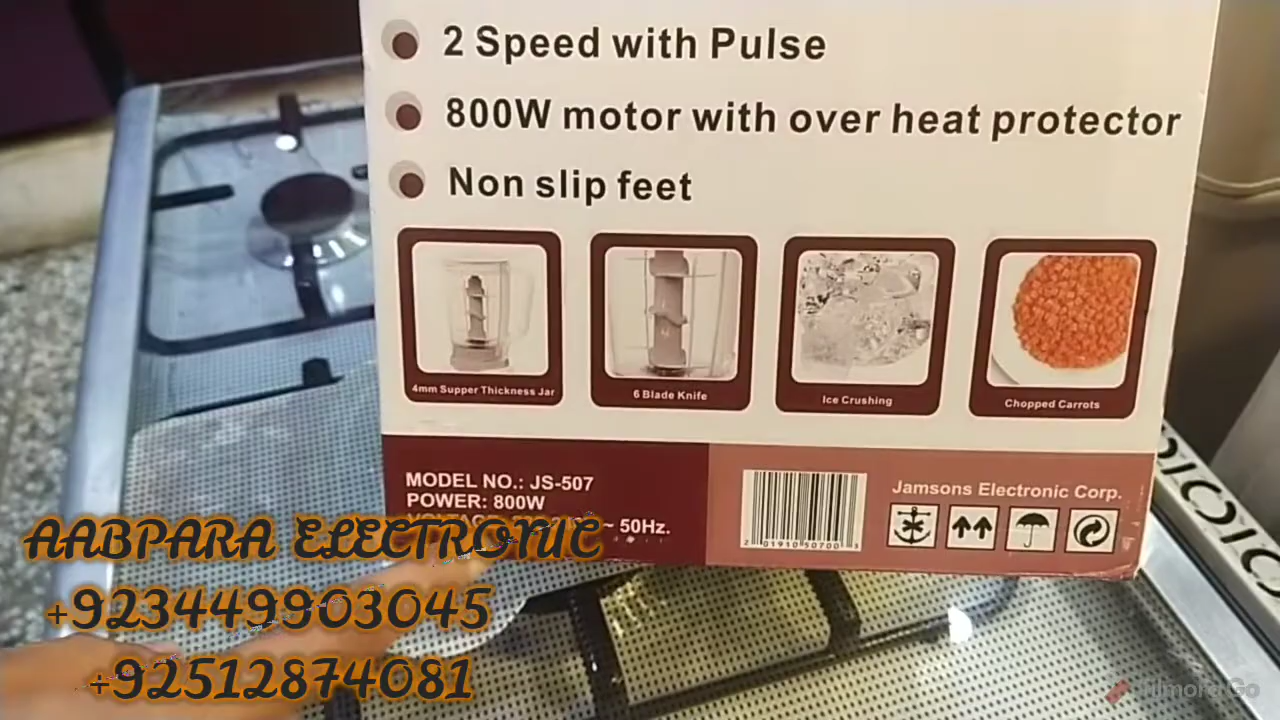 2 Speed with Pulse
800W motor with over heat protector
Non slip feet
4mm Supper Thickness Jar
6 Blade Knife
Ice Crushing
Chopped Carrots
MODEL NO.: JS-507
POWER: 800W
~ 50Hz.
Jamsons Electronic Corp.
AABPARA ELECTRONIC
+923449903045
+92512874081
filmora Go